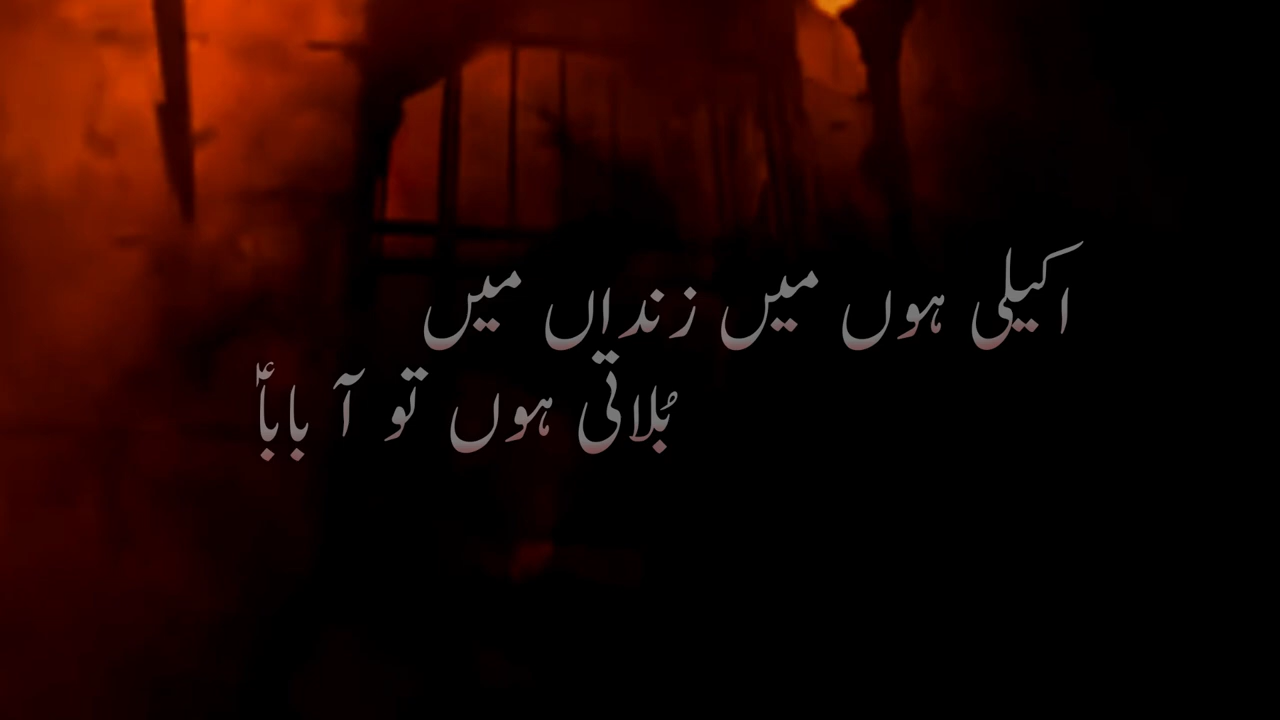 اکیلی ہوں میں زنداں میں
بُلاتی ہوں تو آ باباؑ